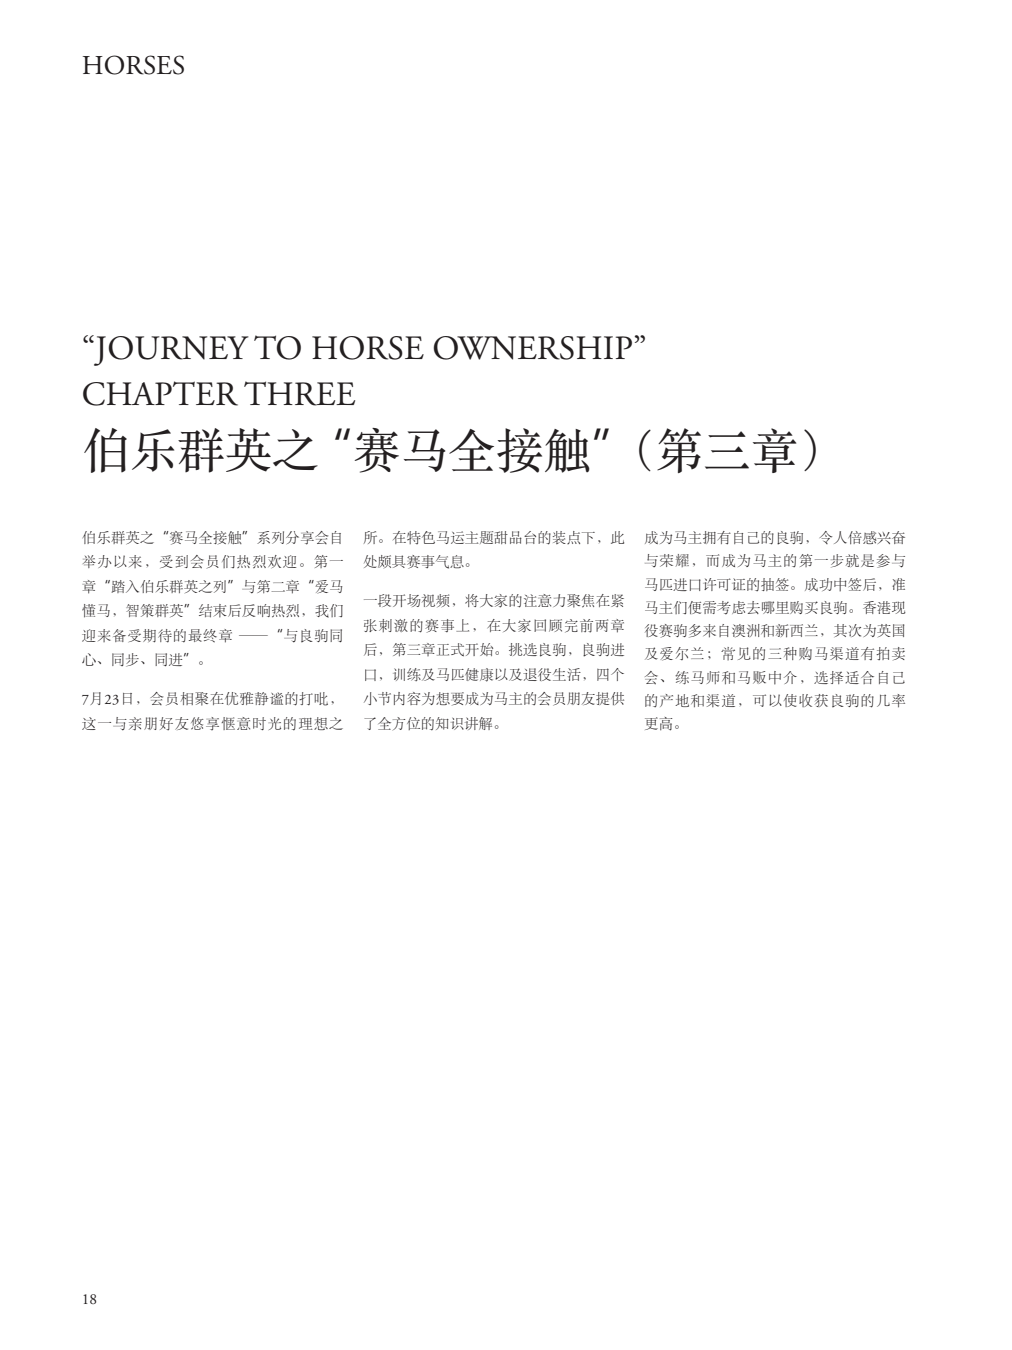 HORSES
“JOURNEY TO HORSE OWNERSHIP”
CHAPTER THREE
伯乐群英之“赛马全接触”（第三章）
伯乐群英之“赛马全接触”系列分享会自
举办以来，受到会员们热烈欢迎。第一
章“踏入伯乐群英之列”与第二章“爱马
懂马，智策群英”结束后反响热烈，我们
迎来备受期待的最终章 ——“与良驹同
心、同步、同进”。
7月23日，会员相聚在优雅静谧的打吡，
这一与亲朋好友悠享惬意时光的理想之
所。在特色马运主题甜品台的装点下，此
处颇具赛事气息。
一段开场视频，将大家的注意力聚焦在紧
张刺激的赛事上，在大家回顾完前两章
后，第三章正式开始。挑选良驹，良驹进
口，训练及马匹健康以及退役生活，四个
小节内容为想要成为马主的会员朋友提供
了全方位的知识讲解。
成为马主拥有自己的良驹，令人倍感兴奋
与荣耀，而成为马主的第一步就是参与
马匹进口许可证的抽签。成功中签后，准
马主们便需考虑去哪里购买良驹。香港现
役赛驹多来自澳洲和新西兰，其次为英国
及爱尔兰；常见的三种购马渠道有拍卖
会、练马师和马贩中介，选择适合自己
的产地和渠道，可以使收获良驹的几率
更高。
18